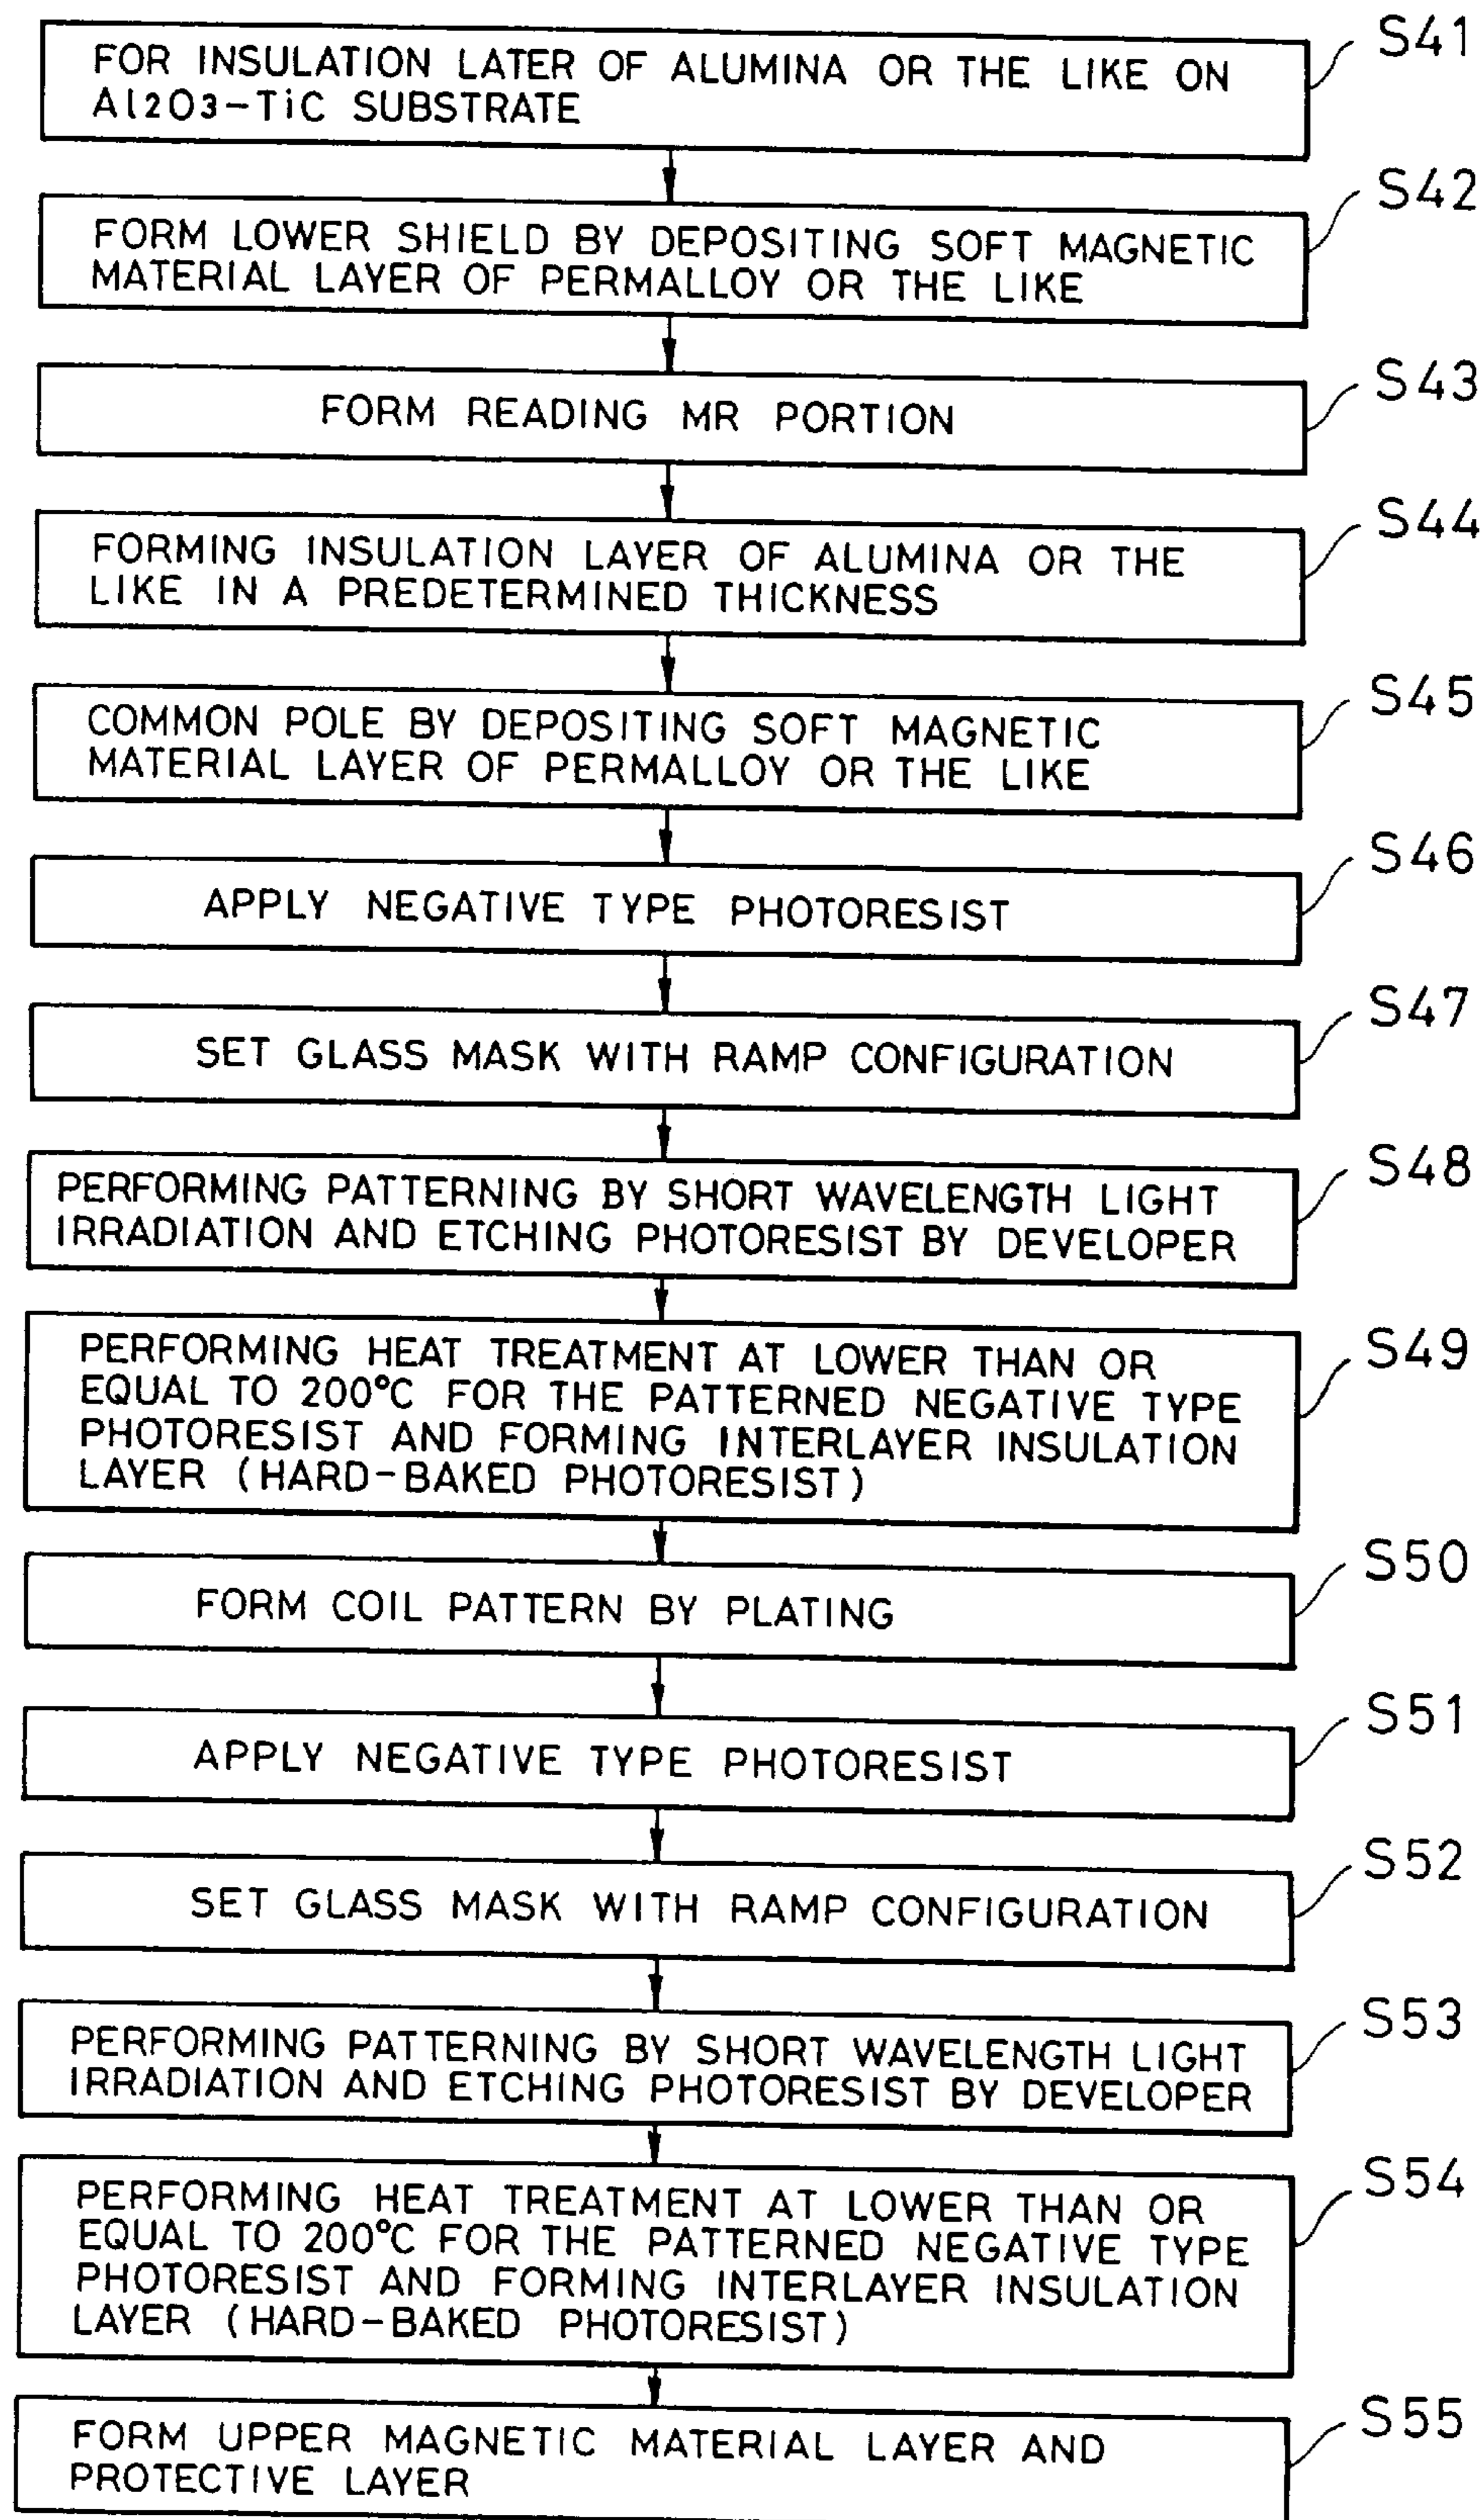 S41
FOR INSULATION LATER OF ALUMINA OR THE LIKE ON
Al2O3-TiC SUBSTRATE
S42
FORM LOWER SHIELD BY DEPOSITING SOFT MAGNETIC
MATERIAL LAYER OF PERMALLOY OR THE LIKE
S43
FORM READING MR PORTION
S44
FORMING INSULATION LAYER OF ALUMINA OR THE
LIKE IN A PREDETERMINED THICKNESS
S45
COMMON POLE BY DEPOSITING SOFT MAGNETIC
MATERIAL LAYER OF PERMALLOY OR THE LIKE
S46
APPLY NEGATIVE TYPE PHOTORESIST
S47
SET GLASS MASK WITH RAMP CONFIGURATION
S48
PERFORMING PATTERNING BY SHORT WAVELENGTH LIGHT
IRRADIATION AND ETCHING PHOTORESIST BY DEVELOPER
S49
PERFORMING HEAT TREATMENT AT LOWER THAN OR
EQUAL TO 200°C FOR THE PATTERNED NEGATIVE TYPE
PHOTORESIST AND FORMING INTERLAYER INSULATION
LAYER (HARD-BAKED PHOTORESIST)
S50
FORM COIL PATTERN BY PLATING
S51
APPLY NEGATIVE TYPE PHOTORESIST
S52
SET GLASS MASK WITH RAMP CONFIGURATION
S53
PERFORMING PATTERNING BY SHORT WAVELENGTH LIGHT
IRRADIATION AND ETCHING PHOTORESIST BY DEVELOPER
S54
PERFORMING HEAT TREATMENT AT LOWER THAN OR
EQUAL TO 200°C FOR THE PATTERNED NEGATIVE TYPE
PHOTORESIST AND FORMING INTERLAYER INSULATION
LAYER (HARD-BAKED PHOTORESIST)
S55
FORM UPPER MAGNETIC MATERIAL LAYER AND
PROTECTIVE LAYER